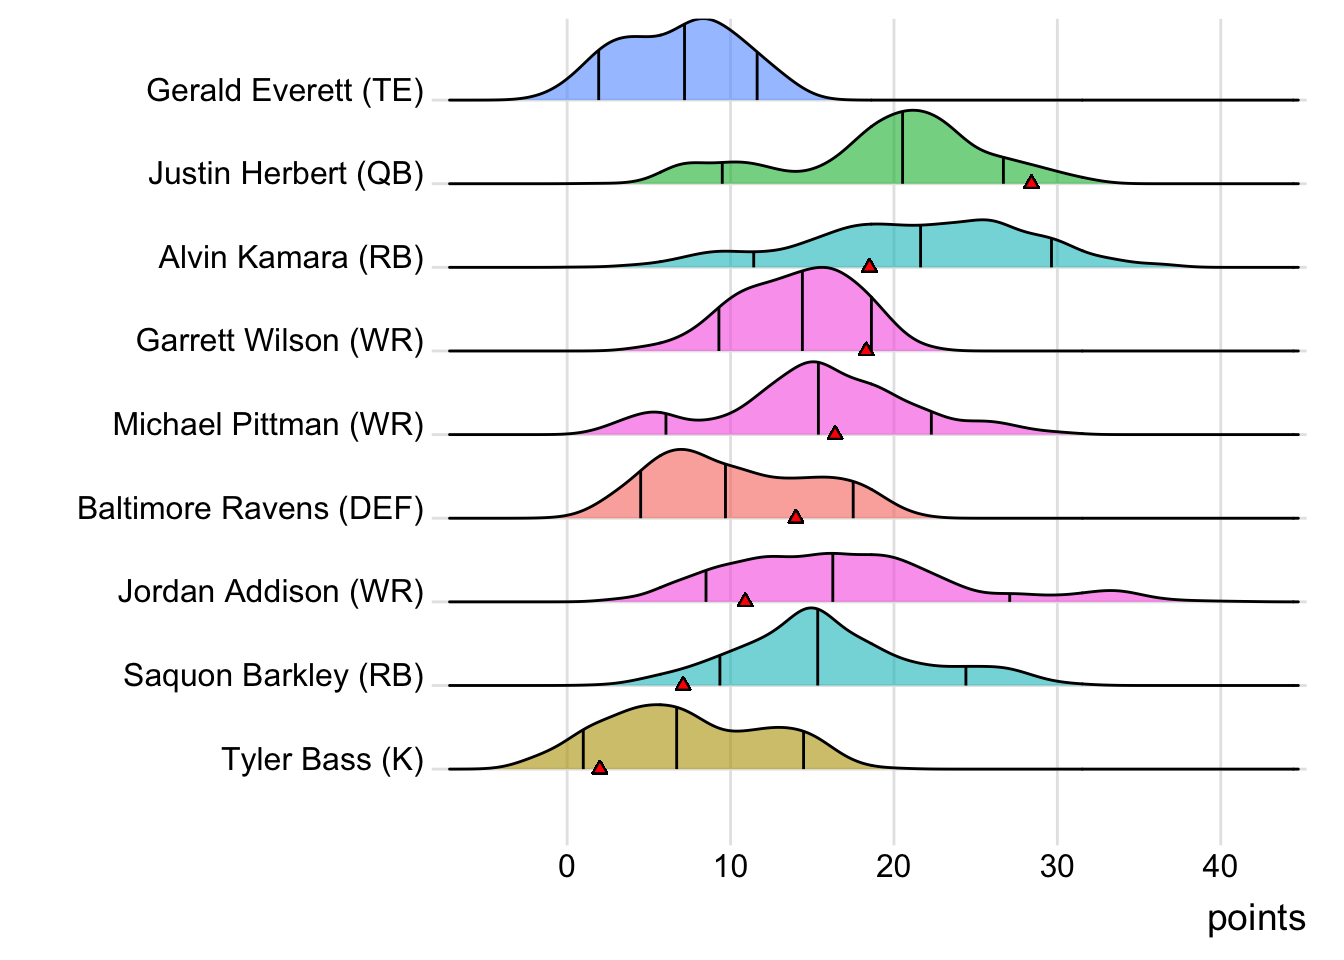 Gerald Everett (TE)
Justin Herbert (QB)
Alvin Kamara (RB)
Garrett Wilson (WR)
Michael Pittman (WR)
Baltimore Ravens (DEF)
Jordan Addison (WR)
Saquon Barkley (RB)
Tyler Bass (K)
0 10 20 30 40
points